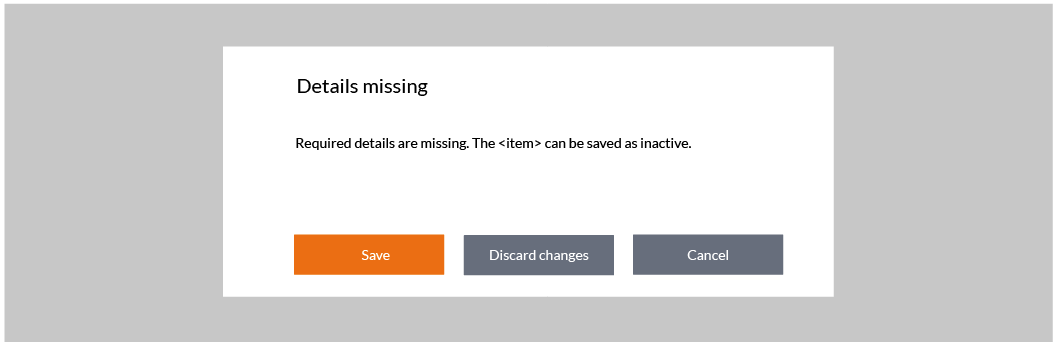 Details missing
Required details are missing. The <item> can be saved as inactive.
Save
Discard changes
Cancel